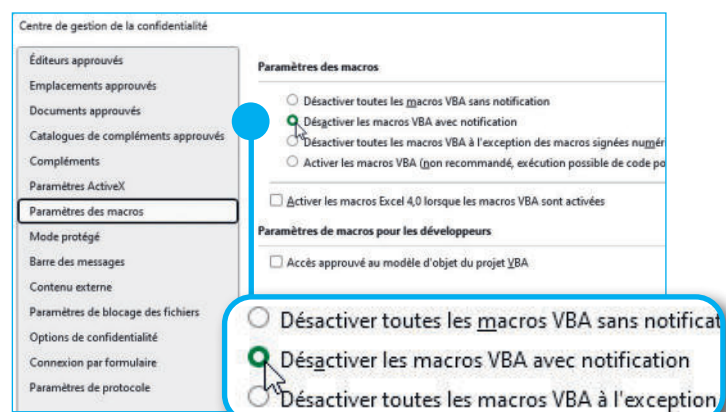 Centre de gestion de la confidentialité
Éditeurs approuvés
Emplacements approuvés
Documents approuvés
Catalogues de compléments approuvés
Compléments
Paramètres ActiveX
Paramètres des macros
Mode protégé
Barre des messages
Contenu externe
Paramètres de blocage des fichiers
Options de confidentialité
Connexion par formulaire
Paramètres de protocole
Paramètres des macros
Désactiver toutes les macros VBA sans notification
Désactiver les macros VBA avec notification
Désactiver toutes les macros VBA à l'exception des macros signées numér
Activer les macros VBA (non recommandé, exécution possible de code po
Activer les macros Excel 4,0 lorsque les macros VBA sont activées
Paramètres de macros pour les développeurs
Accès approuvé au modèle d'objet du projet VBA
Désactiver toutes les macros VBA sans notificat
Désactiver les macros VBA avec notification
Désactiver toutes les macros VBA à l'exception